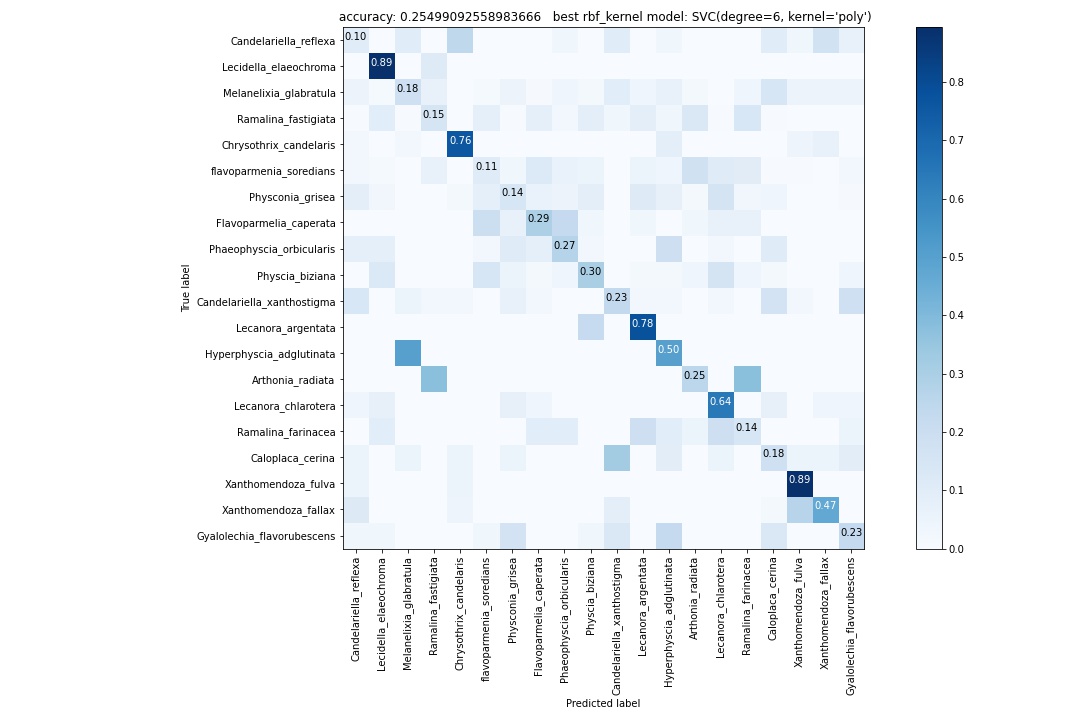 accuracy: 0.25499092558983666   best rbf_kernel model: SVC(degree=6, kernel='poly')
True label
Candelariella_reflexa
Lecidella_elaeochroma
Melanelixia_glabratula
Ramalina_fastigiata
Chrysothrix_candelaris
flavoparmenia_soredians
Physconia_grisea
Flavoparmelia_caperata
Phaeophyscia_orbicularis
Physcia_biziana
Candelariella_xanthostigma
Lecanora_argentata
Hyperphyscia_adglutinata
Arthonia_radiata
Lecanora_chlarotera
Ramalina_farinacea
Caloplaca_cerina
Xanthomendoza_fulva
Xanthomendoza_fallax
Gyalolechia_flavorubescens
0.10
0.89
0.18
0.15
0.76
0.11
0.14
0.29
0.27
0.30
0.23
0.78
0.50
0.25
0.64
0.14
0.18
0.89
0.47
0.23
0.8
0.7
0.6
0.5
0.4
0.3
0.2
0.1
0.0
Candelariella_reflexa
Lecidella_elaeochroma
Melanelixia_glabratula
Ramalina_fastigiata
Chrysothrix_candelaris
flavoparmenia_soredians
Physconia_grisea
Flavoparmelia_caperata
Phaeophyscia_orbicularis
Physcia_biziana
Candelariella_xanthostigma
Lecanora_argentata
Hyperphyscia_adglutinata
Arthonia_radiata
Lecanora_chlarotera
Ramalina_farinacea
Caloplaca_cerina
Xanthomendoza_fulva
Xanthomendoza_fallax
Gyalolechia_flavorubescens
Predicted label